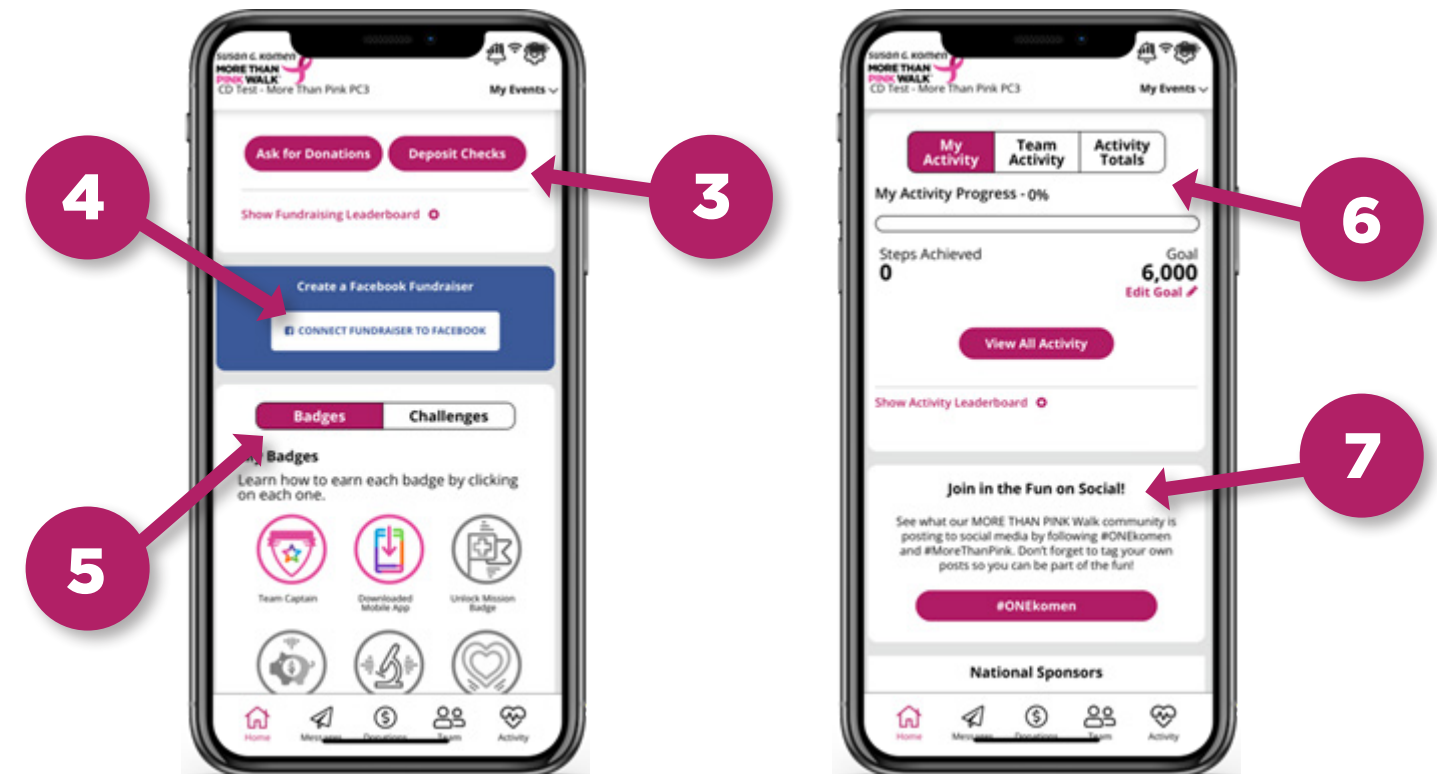 SUSAN G. KOMEN
MORE THAN
PINK WALK
CD Test - More Than Pink PC3
My Events
Ask for Donations
Deposit Checks
3
4
Show Fundraising Leaderboard
Create a Facebook Fundraiser
CONNECT FUNDRAISER TO FACEBOOK
Badges
Challenges
5
My Badges
Learn how to earn each badge by clicking
on each one.
Team Captain
Downloaded
Mobile App
Unlock Mission
Badge
Home
Messages
Donations
Team
Activity
SUSAN G. KOMEN
MORE THAN
PINK WALK
CD Test - More Than Pink PC3
My Events
My
Activity
Team
Activity
Activity
Totals
6
My Activity Progress - 0%
Steps Achieved
0
Goal
6,000
Edit Goal
View All Activity
Show Activity Leaderboard
7
Join in the Fun on Social!
See what our MORE THAN PINK Walk community is
posting to social media by following #ONEkomen
and #MoreThanPink. Don't forget to tag your own
posts so you can be part of the fun!
#ONEkomen
National Sponsors
Home
Messages
Donations
Team
Activity